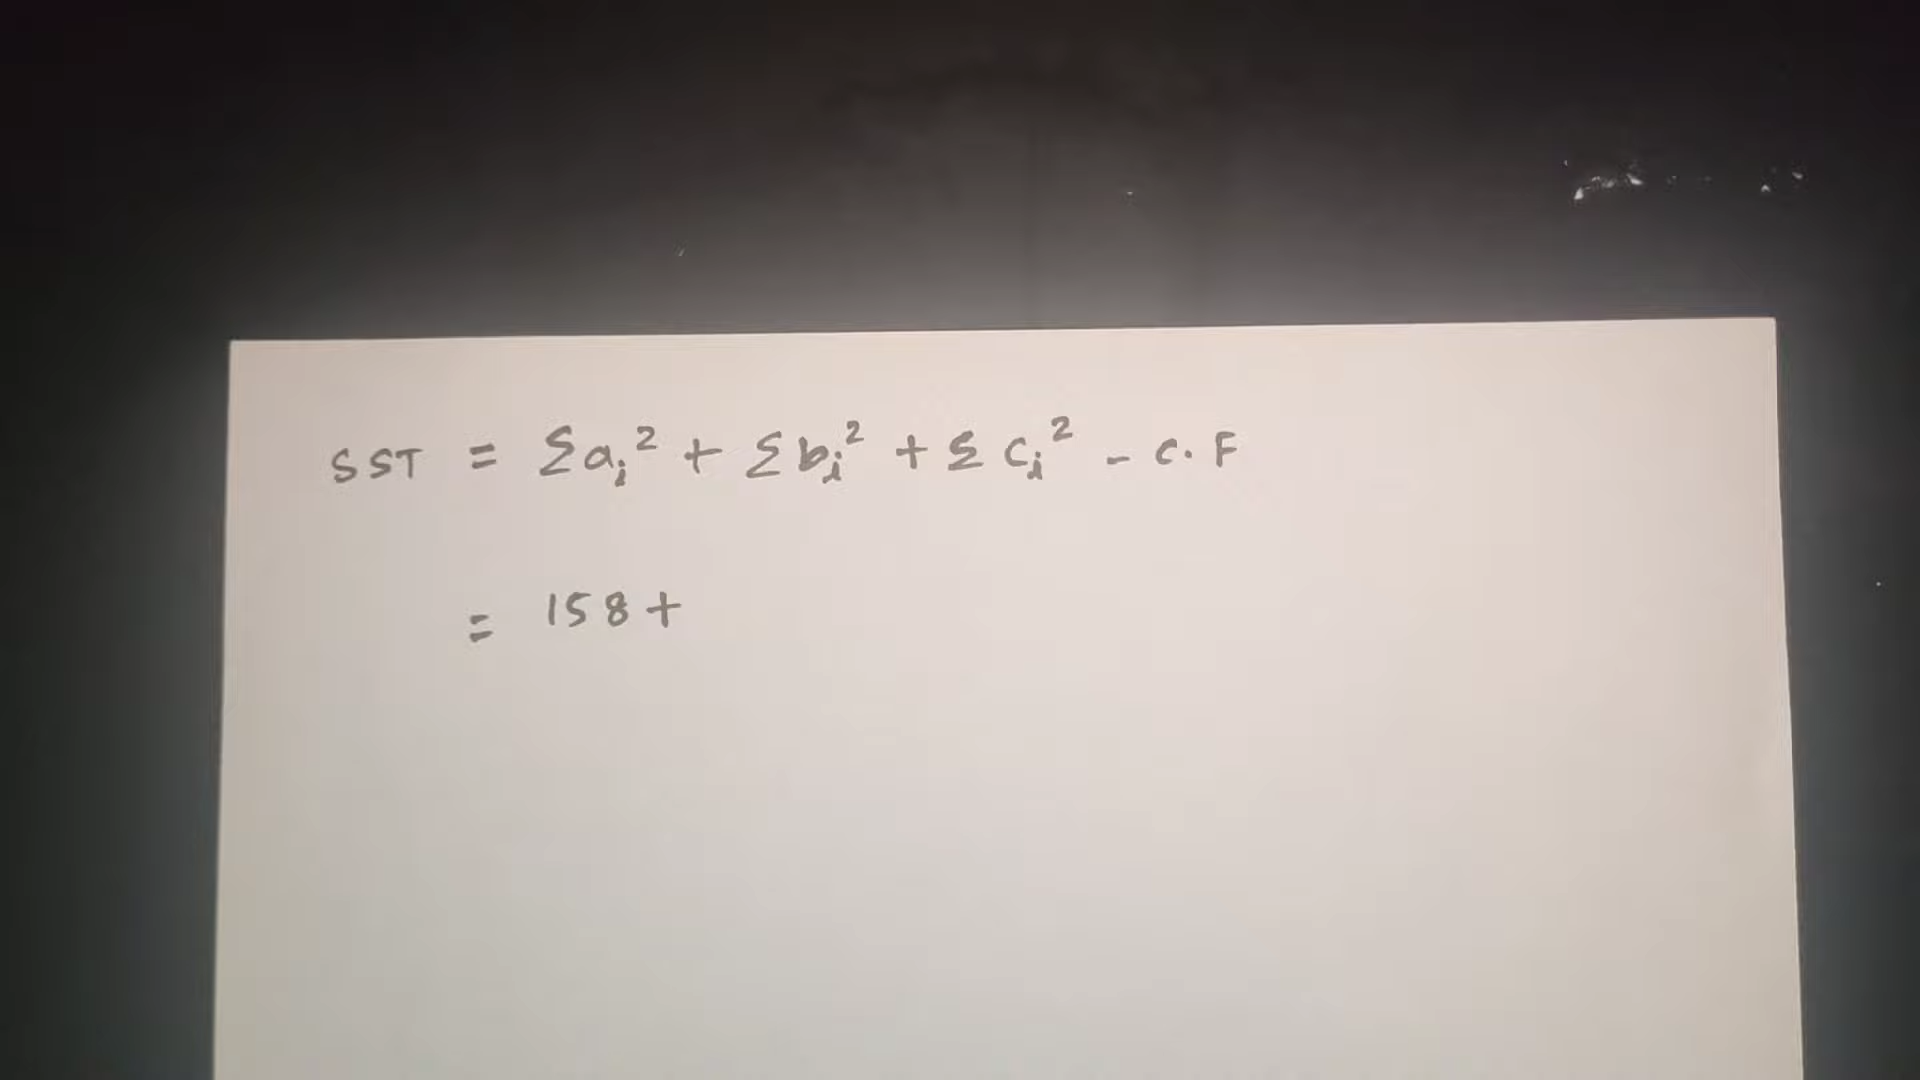 SST = Σaᵢ² + Σbᵢ² + Σcᵢ² - C.F
= 158+